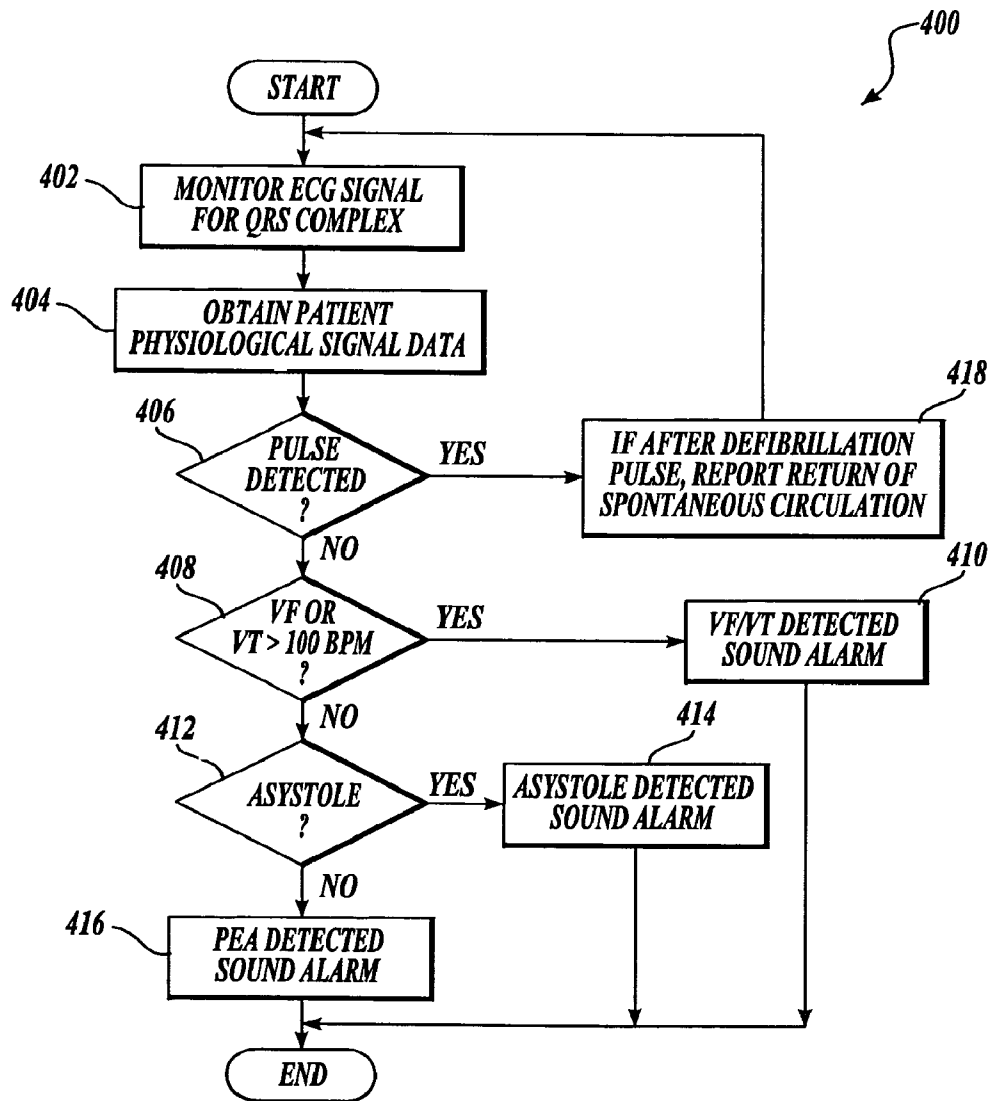 400
START
402
MONITOR ECG SIGNAL
FOR QRS COMPLEX
404
OBTAIN PATIENT
PHYSIOLOGICAL SIGNAL DATA
406
PULSE
DETECTED
?
YES
418
IF AFTER DEFIBRILLATION
PULSE, REPORT RETURN OF
SPONTANEOUS CIRCULATION
NO
408
VF OR
VT > 100 BPM
?
YES
410
VF/VT DETECTED
SOUND ALARM
NO
412
ASYSTOLE
?
YES
414
ASYSTOLE DETECTED
SOUND ALARM
NO
416
PEA DETECTED
SOUND ALARM
END